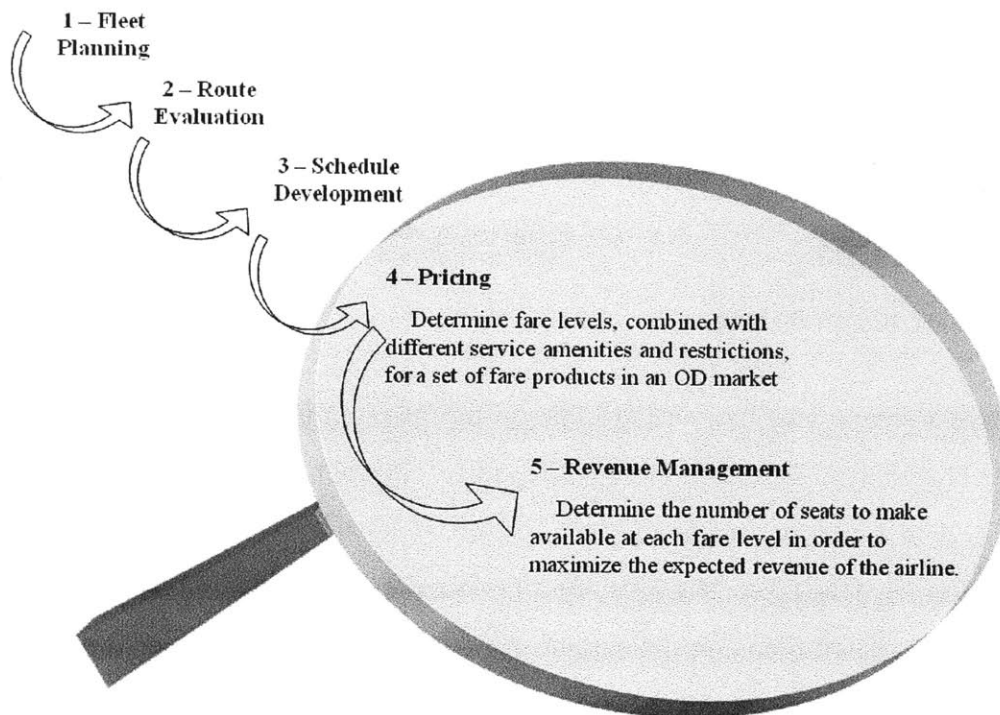 1 – Fleet
Planning
2 – Route
Evaluation
3 – Schedule
Development
4 – Pricing
Determine fare levels, combined with
different service amenities and restrictions,
for a set of fare products in an OD market
5 – Revenue Management
Determine the number of seats to make
available at each fare level in order to
maximize the expected revenue of the airline.